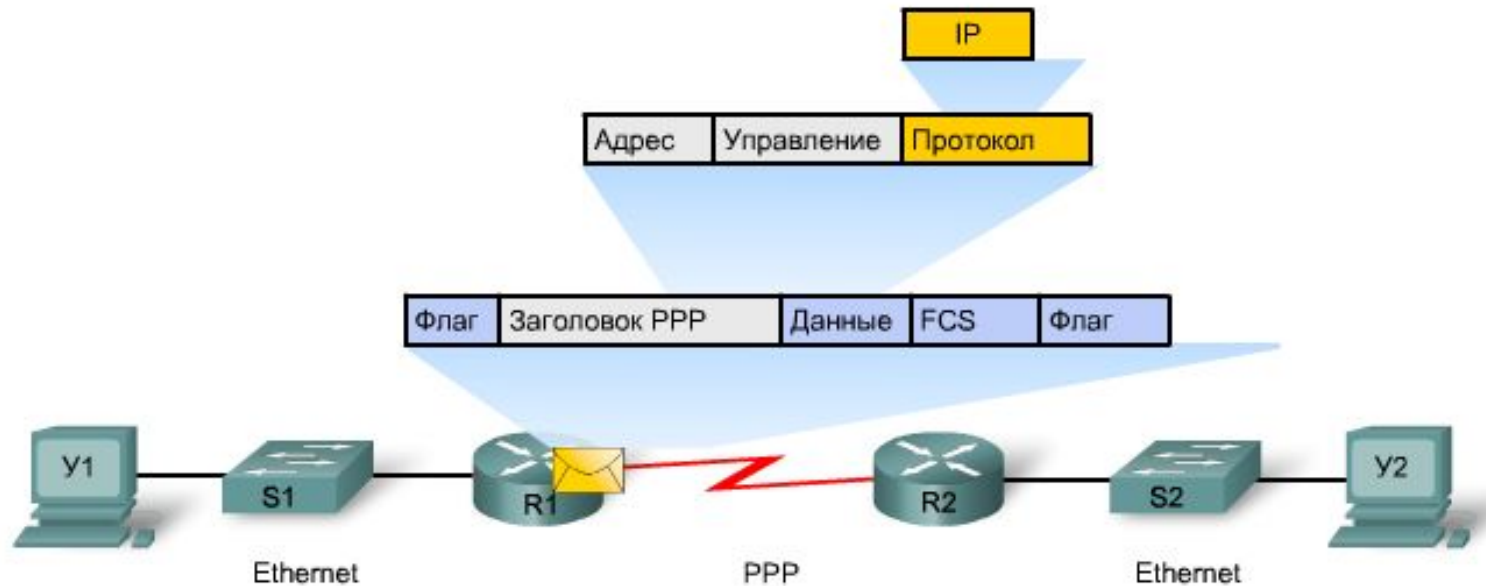 IP
Адрес Управление Протокол
Флаг Заголовок PPP Данные FCS Флаг
У1 S1 R1 R2 S2 У2
Ethernet PPP Ethernet